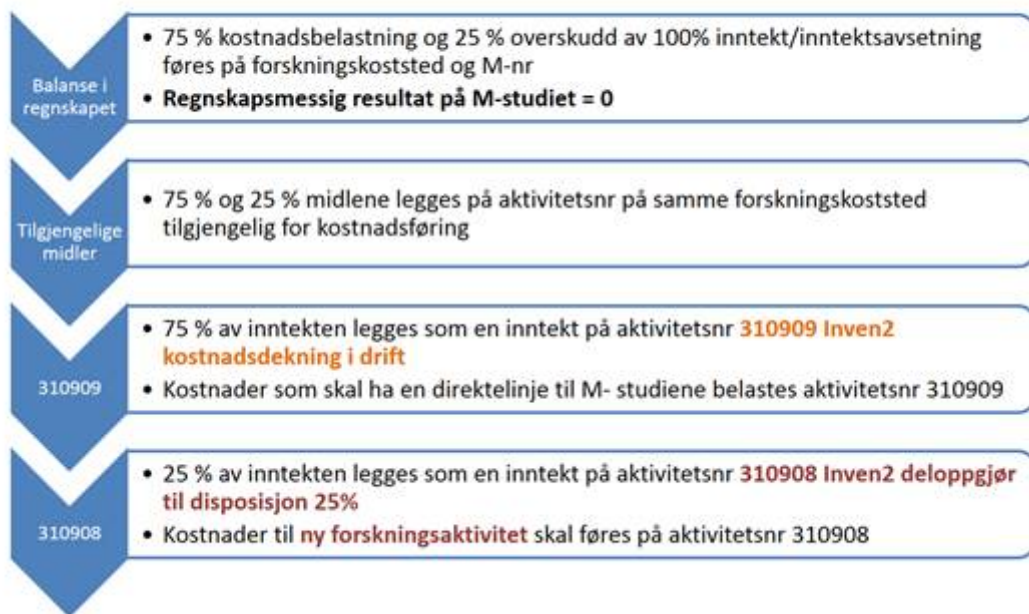 Balanse i
regnskapet
• 75 % kostnadsbelastning og 25 % overskudd av 100% inntekt/inntektsavsetning
føres på forskningskoststed og M-nr
• Regnskapsmessig resultat på M-studiet = 0
Tilgjengelige
midler
• 75 % og 25 % midlene legges på aktivitetsnr på samme forskningskoststed
tilgjengelig for kostnadsføring
310909
• 75 % av inntekten legges som en inntekt på aktivitetsnr 310909 Inven2
kostnadsdekning i drift
• Kostnader som skal ha en direktelinje til M- studiene belastes aktivitetsnr 310909
310908
• 25 % av inntekten legges som en inntekt på aktivitetsnr 310908 Inven2 deloppgjør
til disposisjon 25%
• Kostnader til ny forskningsaktivitet skal føres på aktivitetsnr 310908